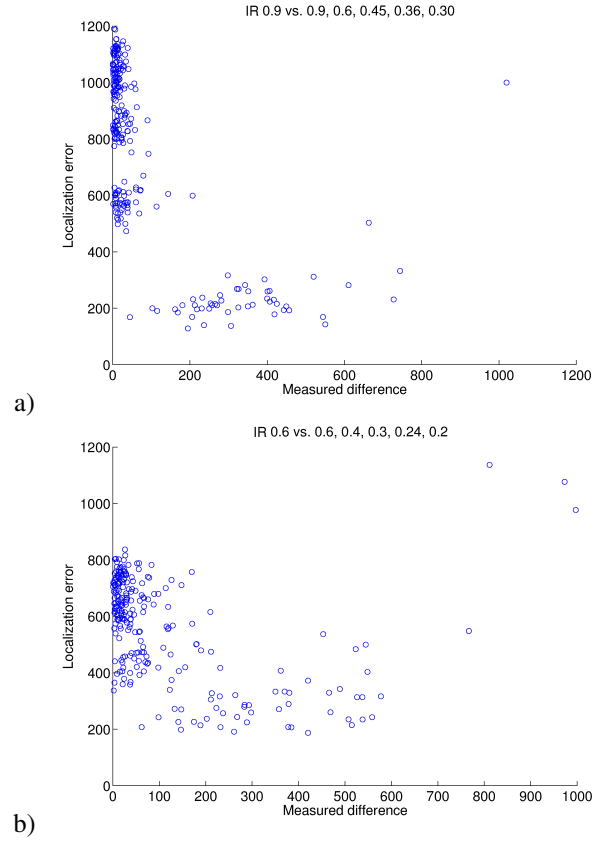 IR 0.9 vs. 0.9, 0.6, 0.45, 0.36, 0.30
1200
1000
800
600
400
200
0
Localization error
0 200 400 600 800 1000 1200
Measured difference
a)
IR 0.6 vs. 0.6, 0.4, 0.3, 0.24, 0.2
1200
1000
800
600
400
200
0
Localization error
0 100 200 300 400 500 600 700 800 900 1000
Measured difference
b)